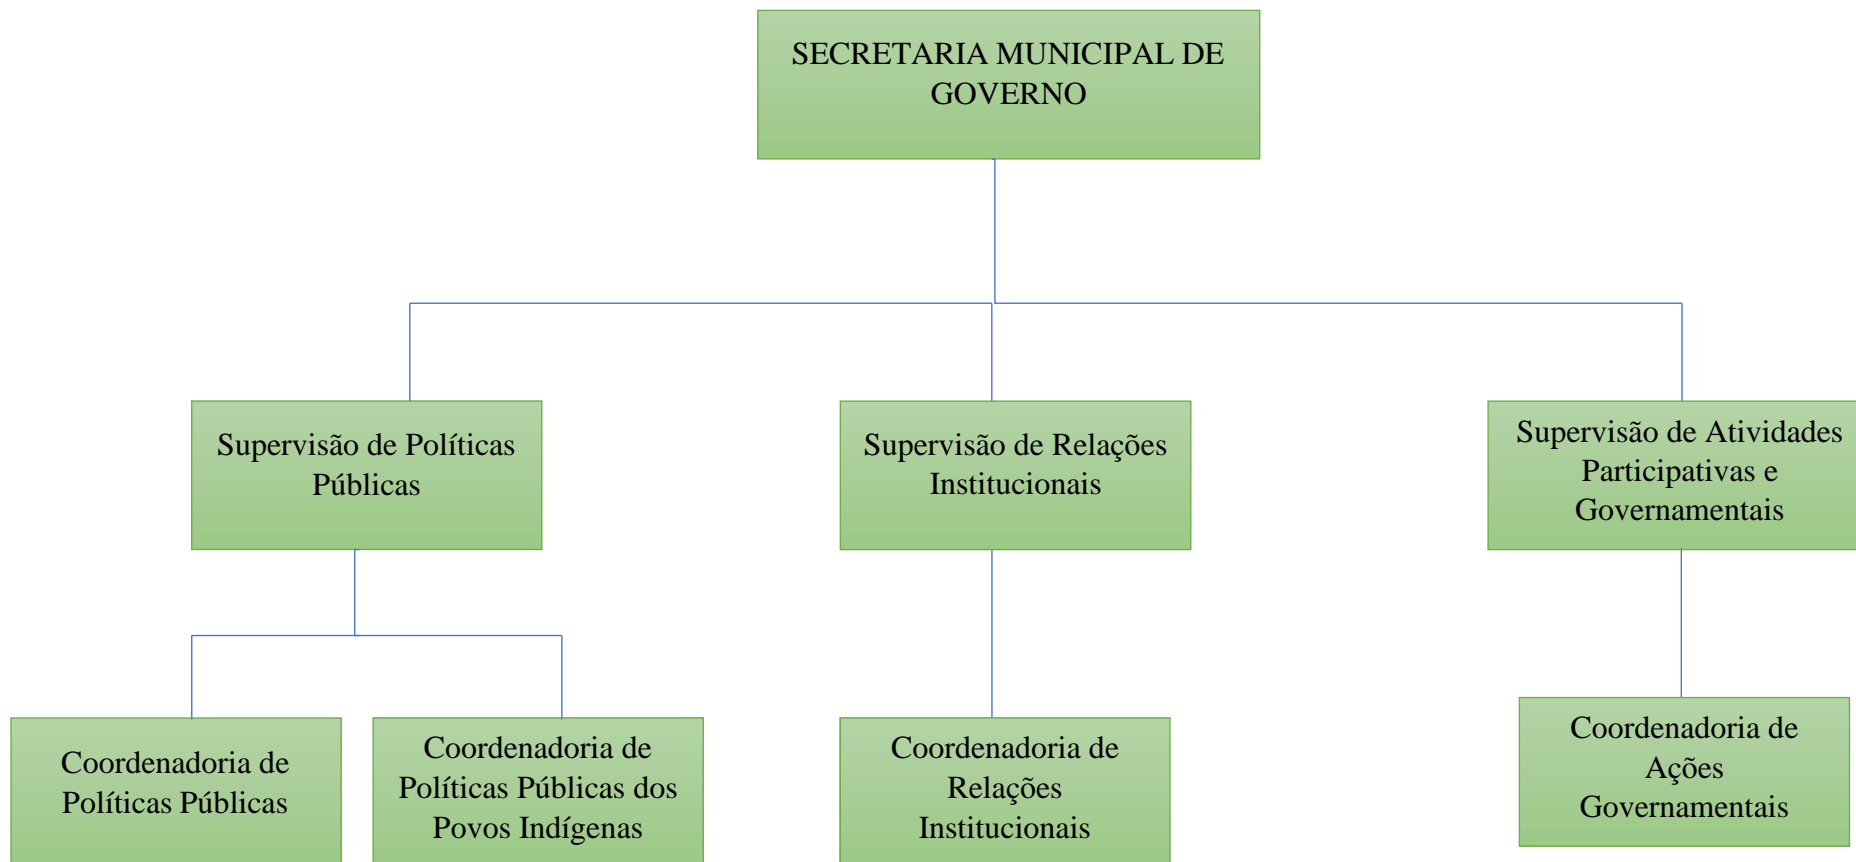 SECRETARIA MUNICIPAL DE
GOVERNO
Supervisão de Políticas
Públicas
Supervisão de Relações
Institucionais
Supervisão de Atividades
Participativas e
Governamentais
Coordenadoria de
Políticas Públicas
Coordenadoria de
Políticas Públicas dos
Povos Indígenas
Coordenadoria de
Relações
Institucionais
Coordenadoria de
Ações
Governamentais